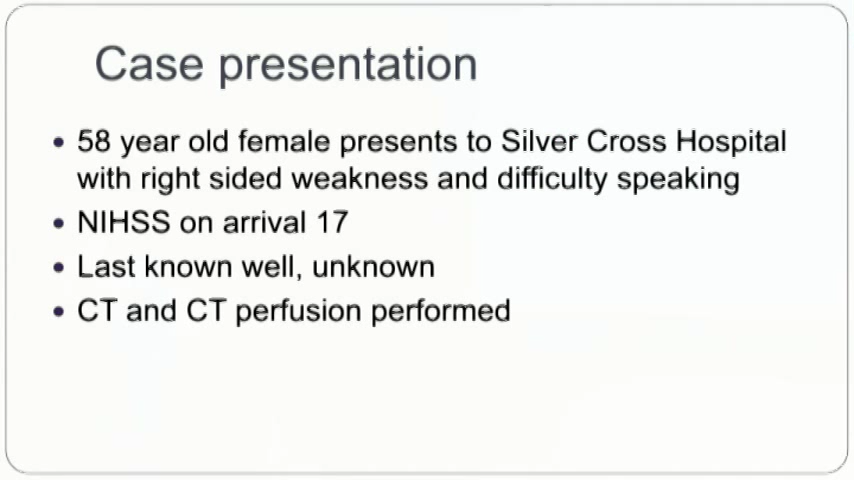 Case presentation
58 year old female presents to Silver Cross Hospital
with right sided weakness and difficulty speaking
NIHSS on arrival 17
Last known well, unknown
CT and CT perfusion performed